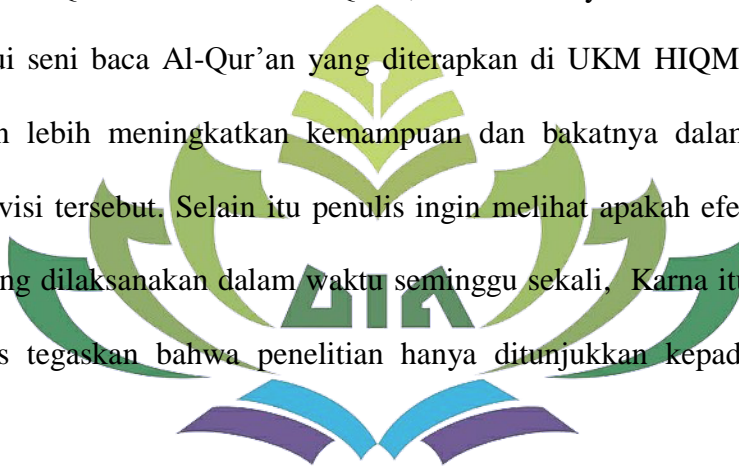 ui seni baca Al-Qur’an yang diterapkan di UKM HIQM
n lebih meningkatkan kemampuan dan bakatnya dalan
visi tersebut. Selain itu penulis ingin melihat apakah efe
ng dilaksanakan dalam waktu seminggu sekali, Karna itu
s tegaskan bahwa penelitian hanya ditunjukkan kepad